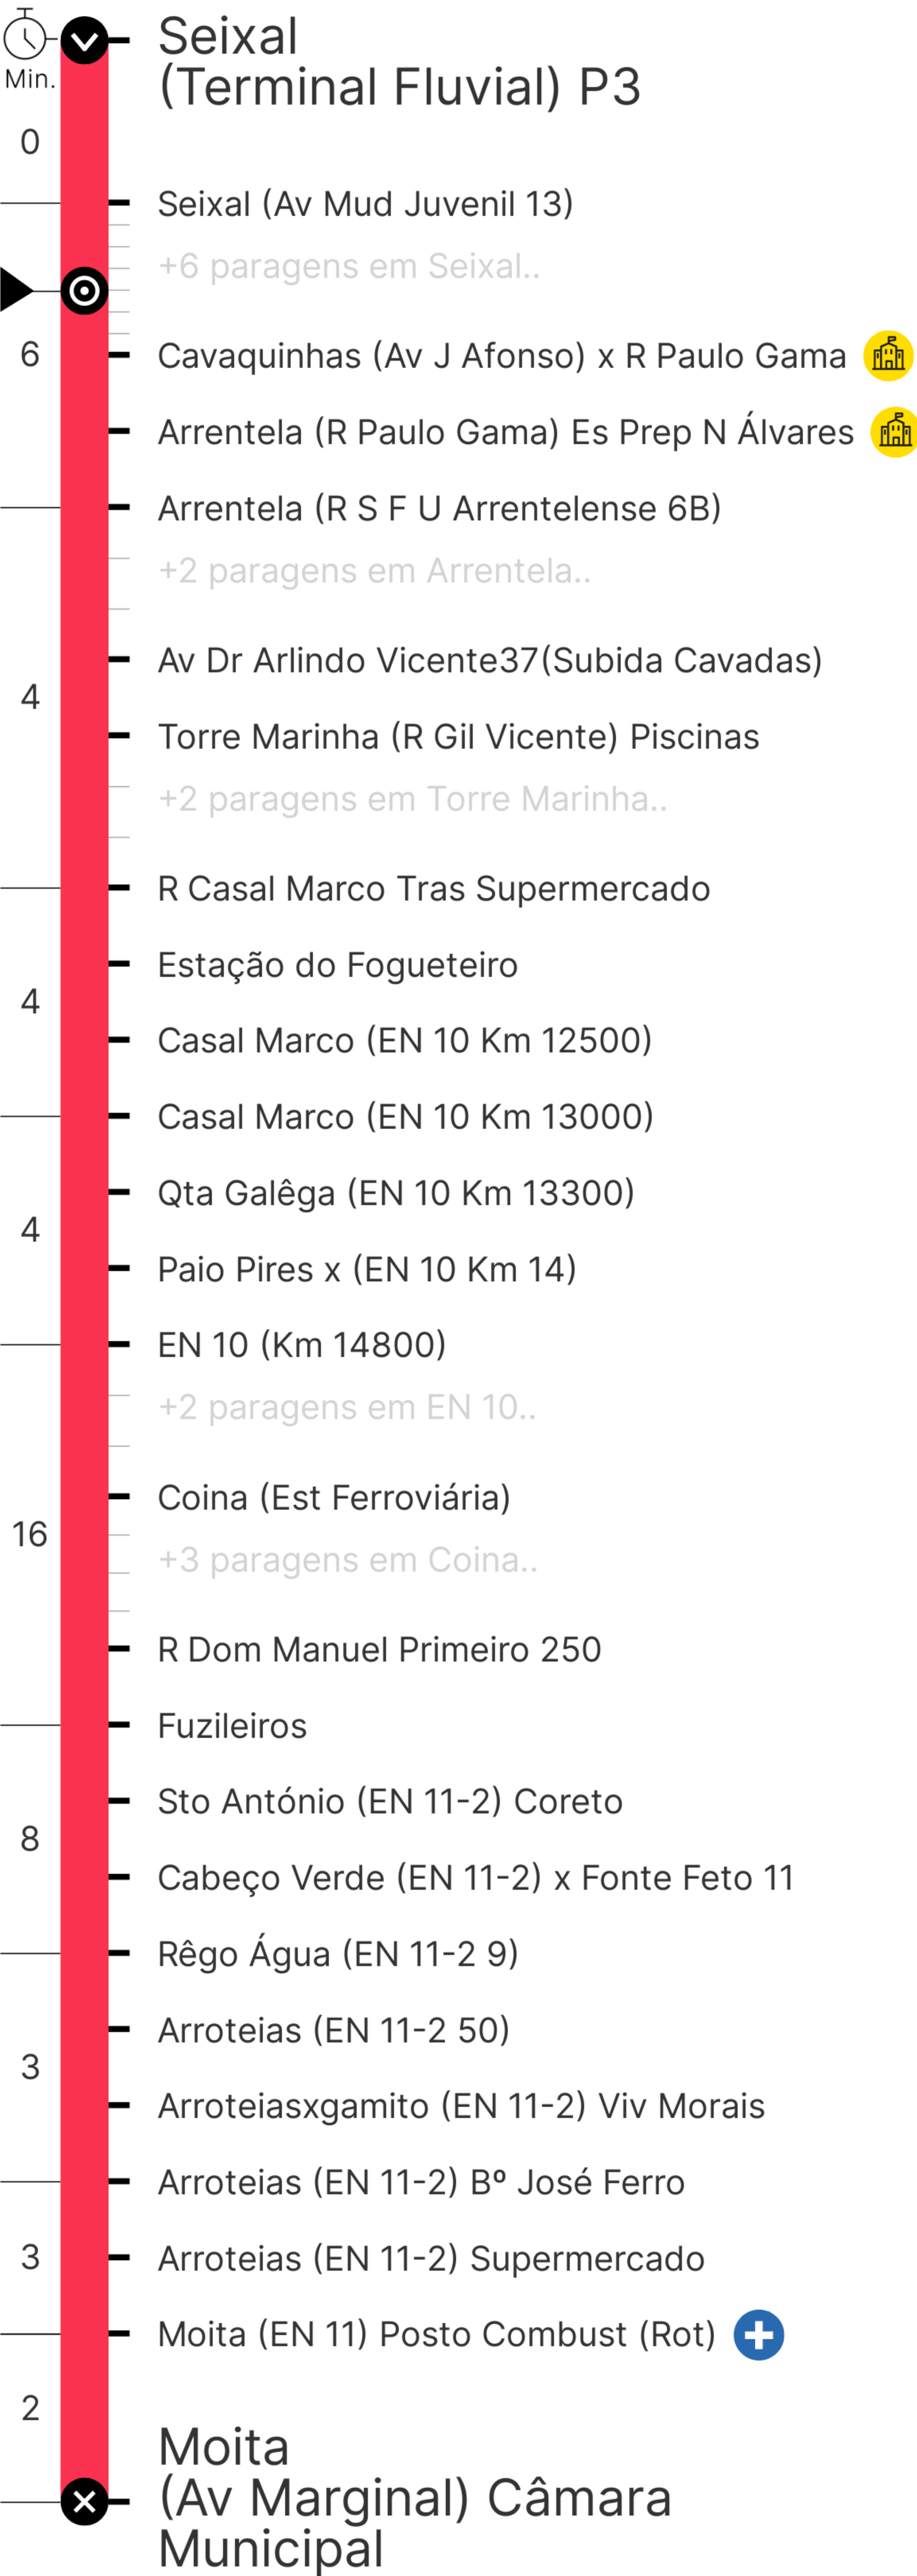 Seixal
(Terminal Fluvial) P3
Min.
0
Seixal (Av Mud Juvenil 13)
+6 paragens em Seixal..
6
Cavaquinhas (Av J Afonso) x R Paulo Gama
Arrentela (R Paulo Gama) Es Prep N Álvares
Arrentela (R S F U Arrentelense 6B)
+2 paragens em Arrentela..
Av Dr Arlindo Vicente37(Subida Cavadas)
4
Torre Marinha (R Gil Vicente) Piscinas
+2 paragens em Torre Marinha..
R Casal Marco Tras Supermercado
Estação do Fogueteiro
4
Casal Marco (EN 10 Km 12500)
Casal Marco (EN 10 Km 13000)
Qta Galêga (EN 10 Km 13300)
4
Paio Pires x (EN 10 Km 14)
EN 10 (Km 14800)
+2 paragens em EN 10..
Coina (Est Ferroviária)
16
+3 paragens em Coina..
R Dom Manuel Primeiro 250
Fuzileiros
Sto António (EN 11-2) Coreto
8
Cabeço Verde (EN 11-2) x Fonte Feto 11
Rêgo Água (EN 11-2 9)
Arroteias (EN 11-2 50)
3
Arroteiasxgamito (EN 11-2) Viv Morais
Arroteias (EN 11-2) Bº José Ferro
3
Arroteias (EN 11-2) Supermercado
Moita (EN 11) Posto Combust (Rot)
2
Moita
(Av Marginal) Câmara
Municipal